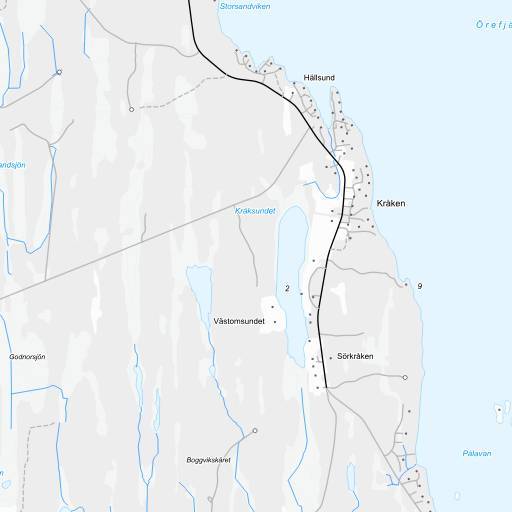 Storsandviken
Örefjä
Hällsund
andsjön
Kråken
Kråksundet
2
9
Västomsundet
Godnorsjön
Sörkråken
Pålavan
Boggvikskäret
n